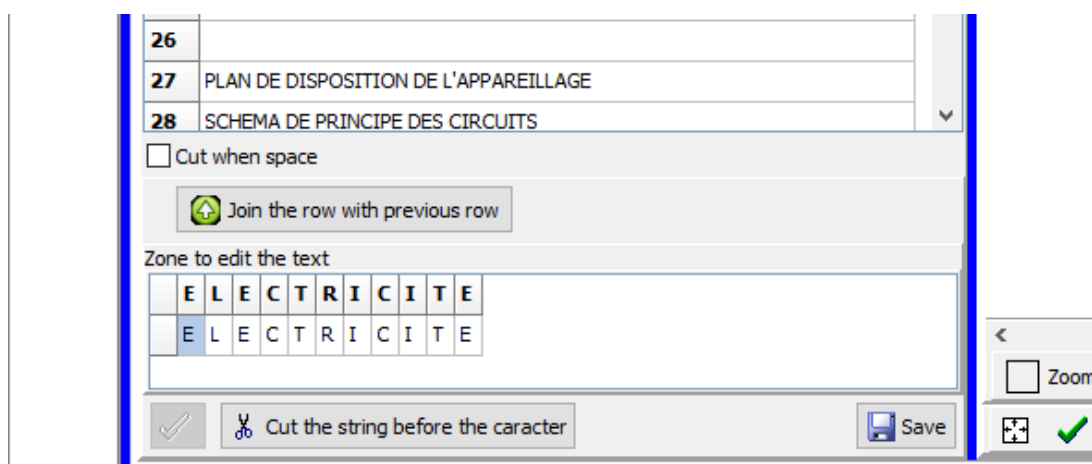 26
27 PLAN DE DISPOSITION DE L'APPAREILLAGE
28 SCHEMA DE PRINCIPE DES CIRCUITS
Cut when space
Join the row with previous row
Zone to edit the text
E L E C T R I C I T E
E L E C T R I C I T E
Zoom
Cut the string before the caracter
Save